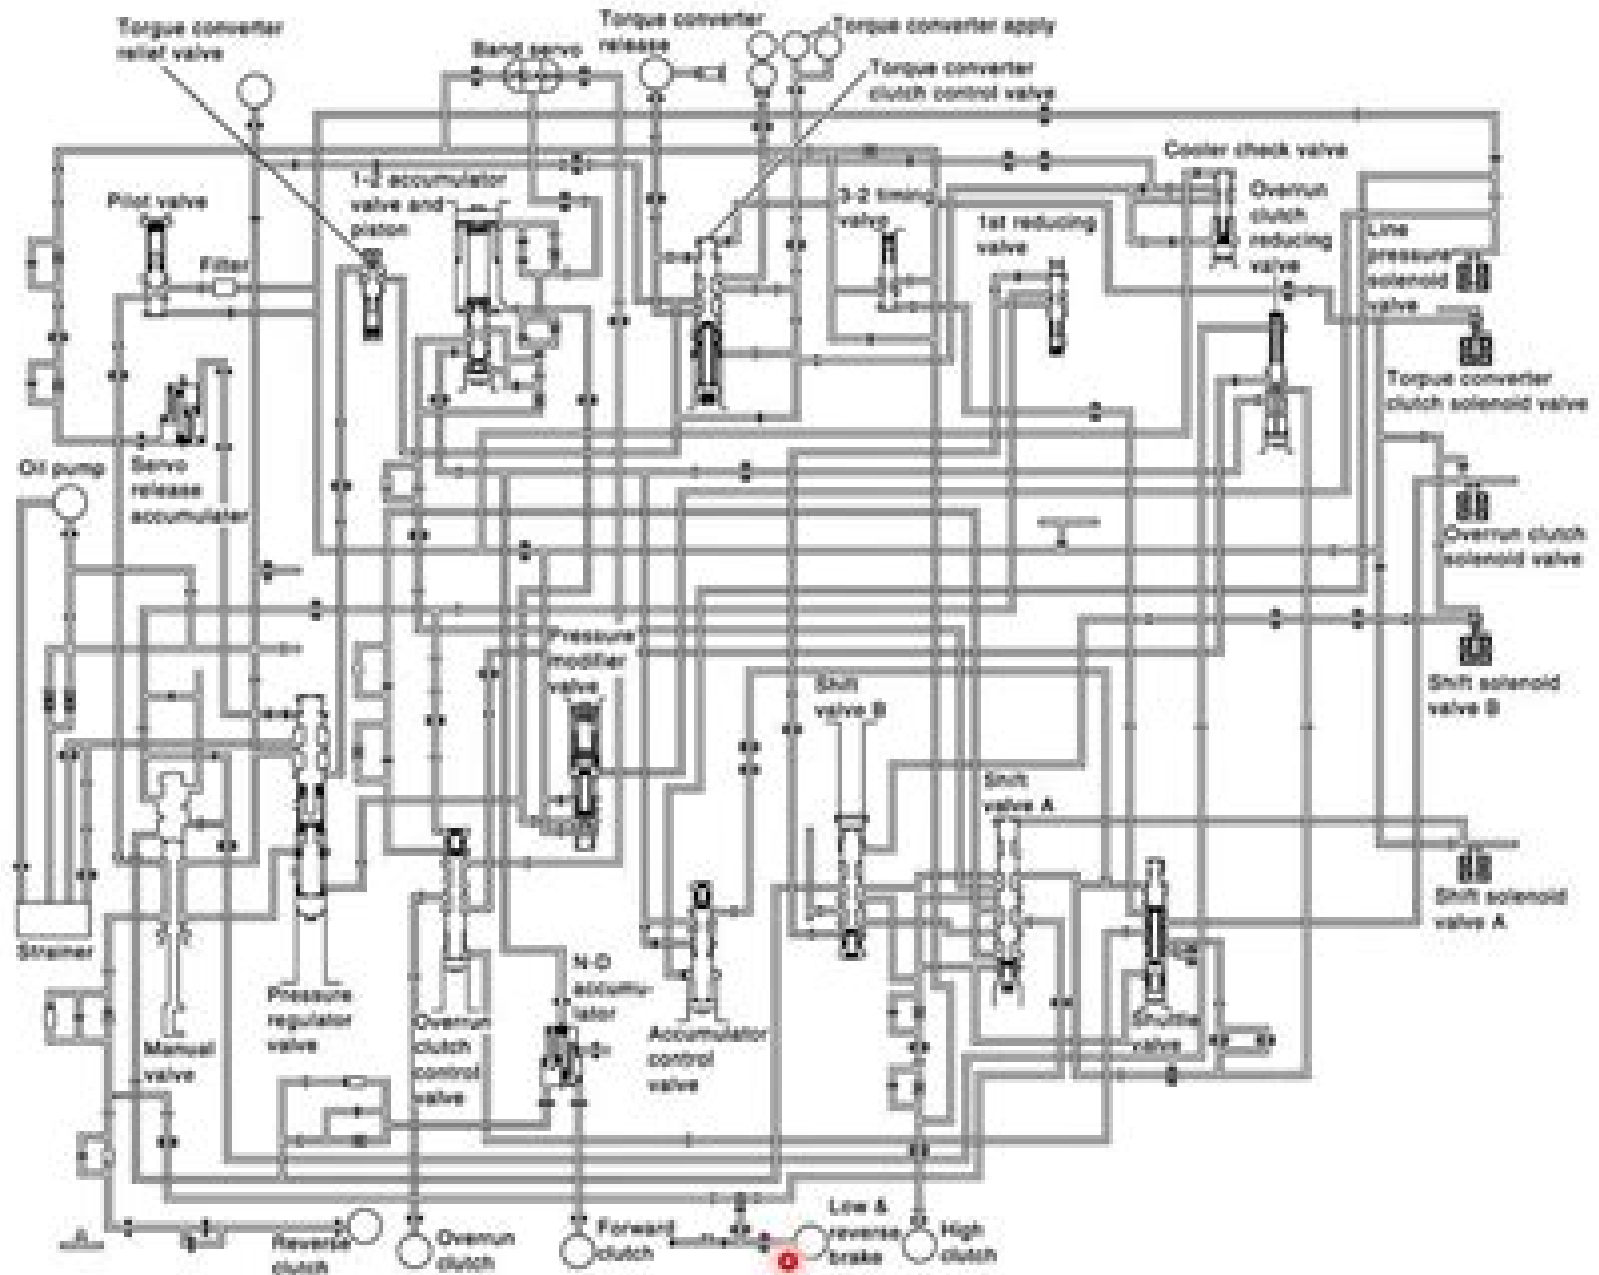 Torgue converter
relief valve
Band servo
Torque converter
release
Torque converter apply
Torque converter
clutch control valve
Cooler check valve
Pilot valve
Filter
1-2 accumulator
valve and
piston
3-2 timing
valve
1st reducing
valve
Overrun
clutch
reducing
valve
Line
pressure
solenoid
valve
Torpue converter
clutch solenoid valve
Oil pump
Servo
release
accumulater
Overrun clutch
solenoid valve
Pressure
modifier
valve
Shift
valve B
Shift solenoid
valve B
Shift
valve A
Shift solenoid
valve A
Strainer
Manual
valve
Pressure
regulator
valve
Overrun
clutch
control
valve
N-D
accumu-
lator
Accumulator
control
valve
Shuttle
valve
Reverse
clutch
Overrun
clutch
Forward
clutch
Low &
reverse
brake
High
clutch